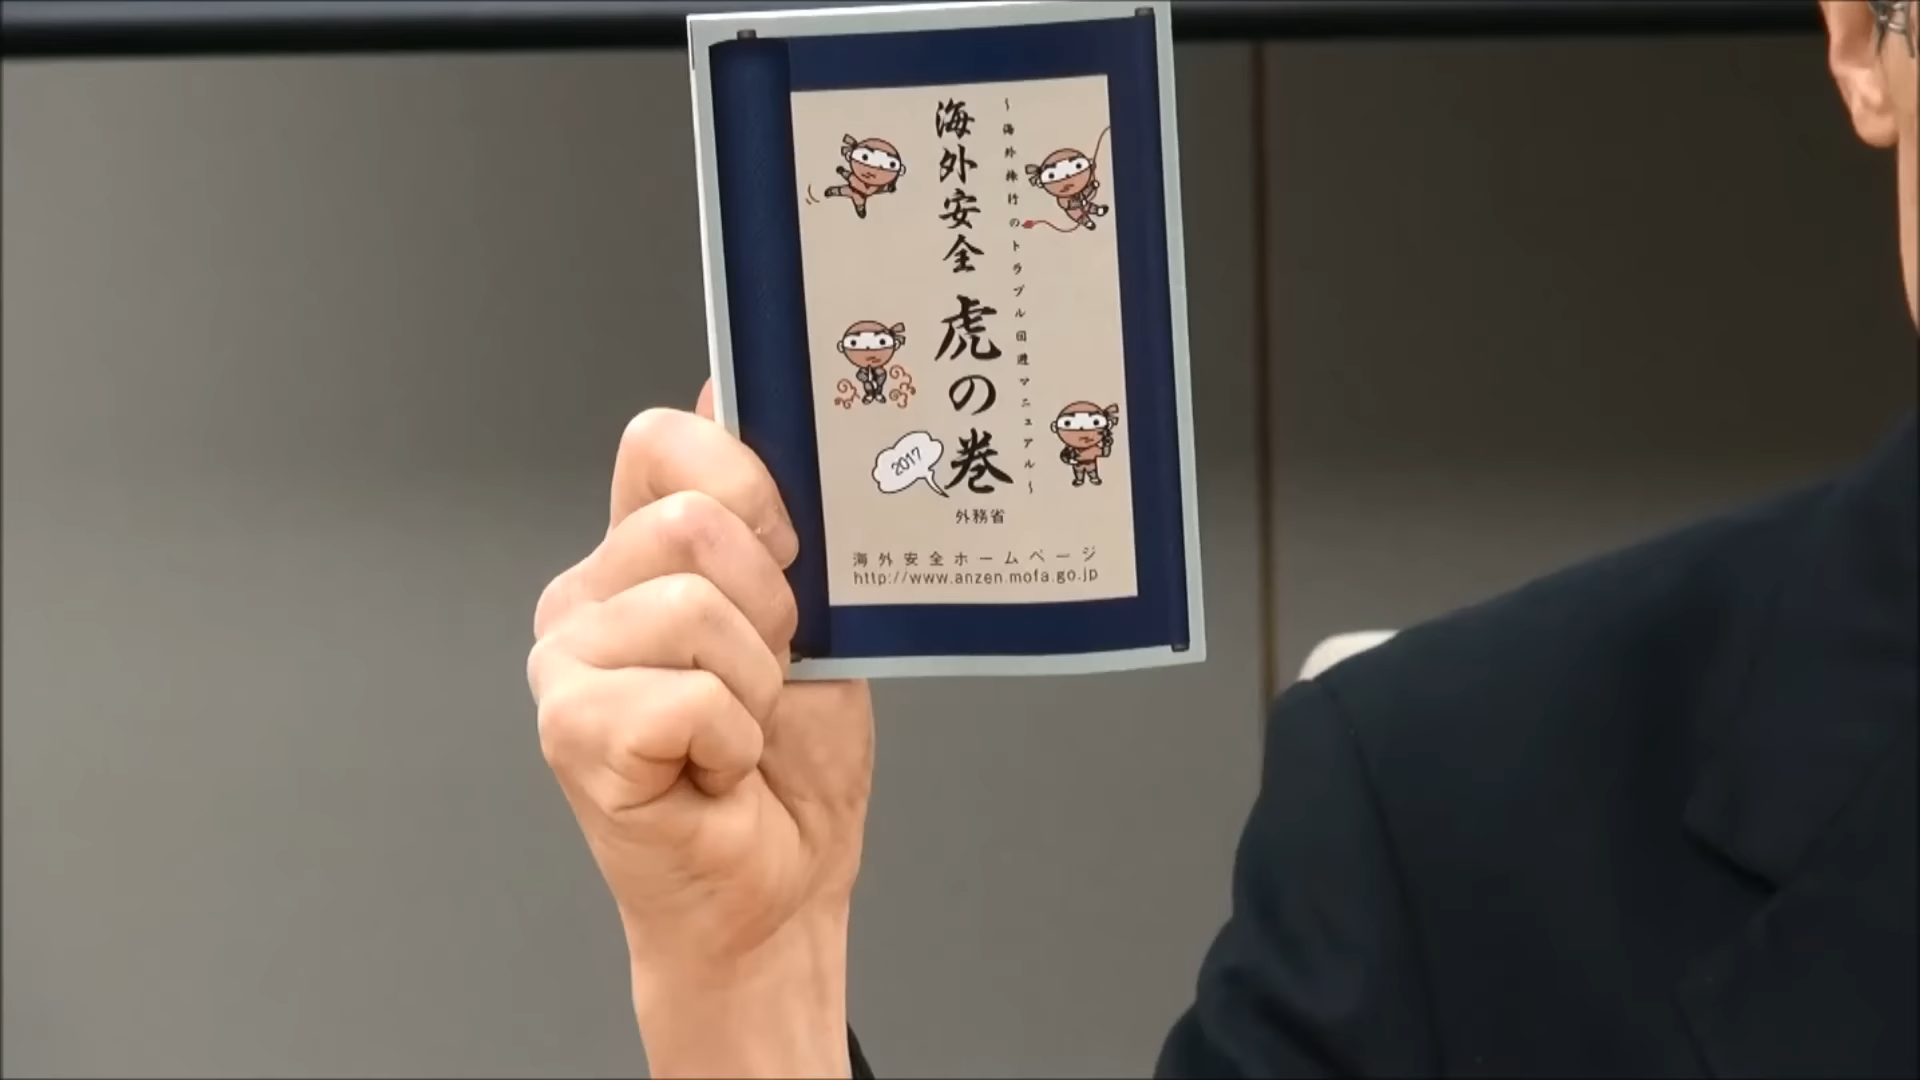 ～海外旅行のトラブル回避マニュアル～
海外安全 虎の巻
2017
外務省
海外安全ホームページ
http://www.anzen.mofa.go.jp